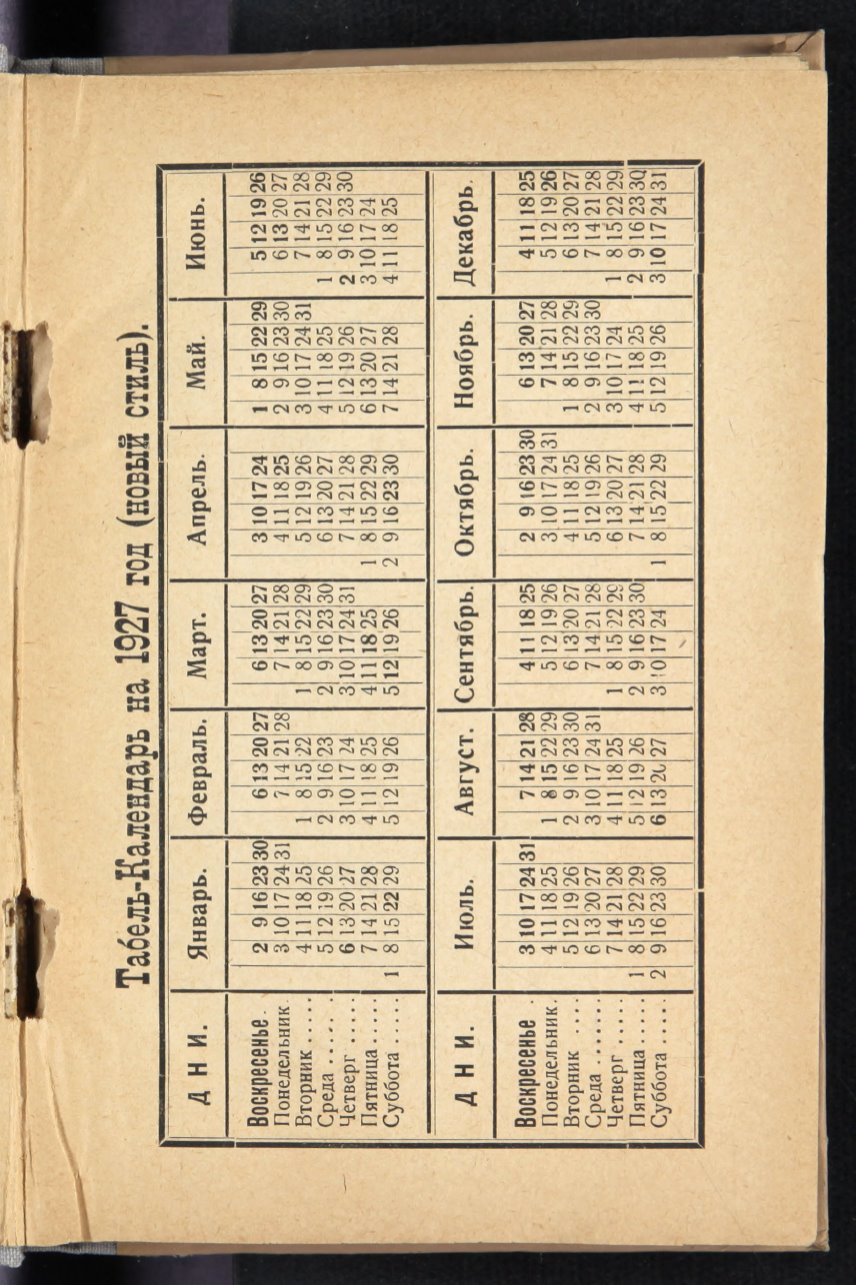 Табель-Календарь на 1927 год (новый стиль).
Д Н И. Январь. Февраль. Март. Апрель. Май. Июнь.
Воскресенье . 2 9 16 23 30 6 13 20 27 6 13 20 27 3 10 17 24 1 8 15 22 29 5 12 19 26
Понедельник 3 10 17 24 31 7 14 21 28 7 14 21 28 4 11 18 25 2 9 16 23 30 6 13 20 27
Вторник ..... 4 11 18 25 1 8 15 22 1 8 15 22 29 5 12 19 26 3 10 17 24 31 7 14 21 28
Среда ...... 5 12 19 26 2 9 16 23 2 9 16 23 30 6 13 20 27 4 11 18 25 1 8 15 22 29
Четверг ..... 6 13 20 27 3 10 17 24 3 10 17 24 31 7 14 21 28 5 12 19 26 2 9 16 23 30
Пятница ..... 7 14 21 28 4 11 18 25 4 11 18 25 1 8 15 22 29 6 13 20 27 3 10 17 24
Суббота ..... 1 8 15 22 29 5 12 19 26 5 12 19 26 2 9 16 23 30 7 14 21 28 4 11 18 25
Д Н И. Июль. Август. Сентябрь. Октябрь. Ноябрь. Декабрь.
Воскресенье . 3 10 17 24 31 7 14 21 28 4 11 18 25 2 9 16 23 30 6 13 20 27 4 11 18 25
Понедельник. 4 11 18 25 1 8 15 22 29 5 12 19 26 3 10 17 24 31 7 14 21 28 5 12 19 26
Вторник .... 5 12 19 26 2 9 16 23 30 6 13 20 27 4 11 18 25 1 8 15 22 29 6 13 20 27
Среда ....... 6 13 20 27 3 10 17 24 31 7 14 21 28 5 12 19 26 2 9 16 23 30 7 14 21 28
Четверг ..... 7 14 21 28 4 11 18 25 1 8 15 22 29 6 13 20 27 3 10 17 24 1 8 15 22 29
Пятница ..... 1 8 15 22 29 5 12 19 26 2 9 16 23 30 7 14 21 28 4 11 18 25 2 9 16 23 30
Суббота ..... 2 9 16 23 30 6 13 20 27 3 10 17 24 1 8 15 22 29 5 12 19 26 3 10 17 24 31